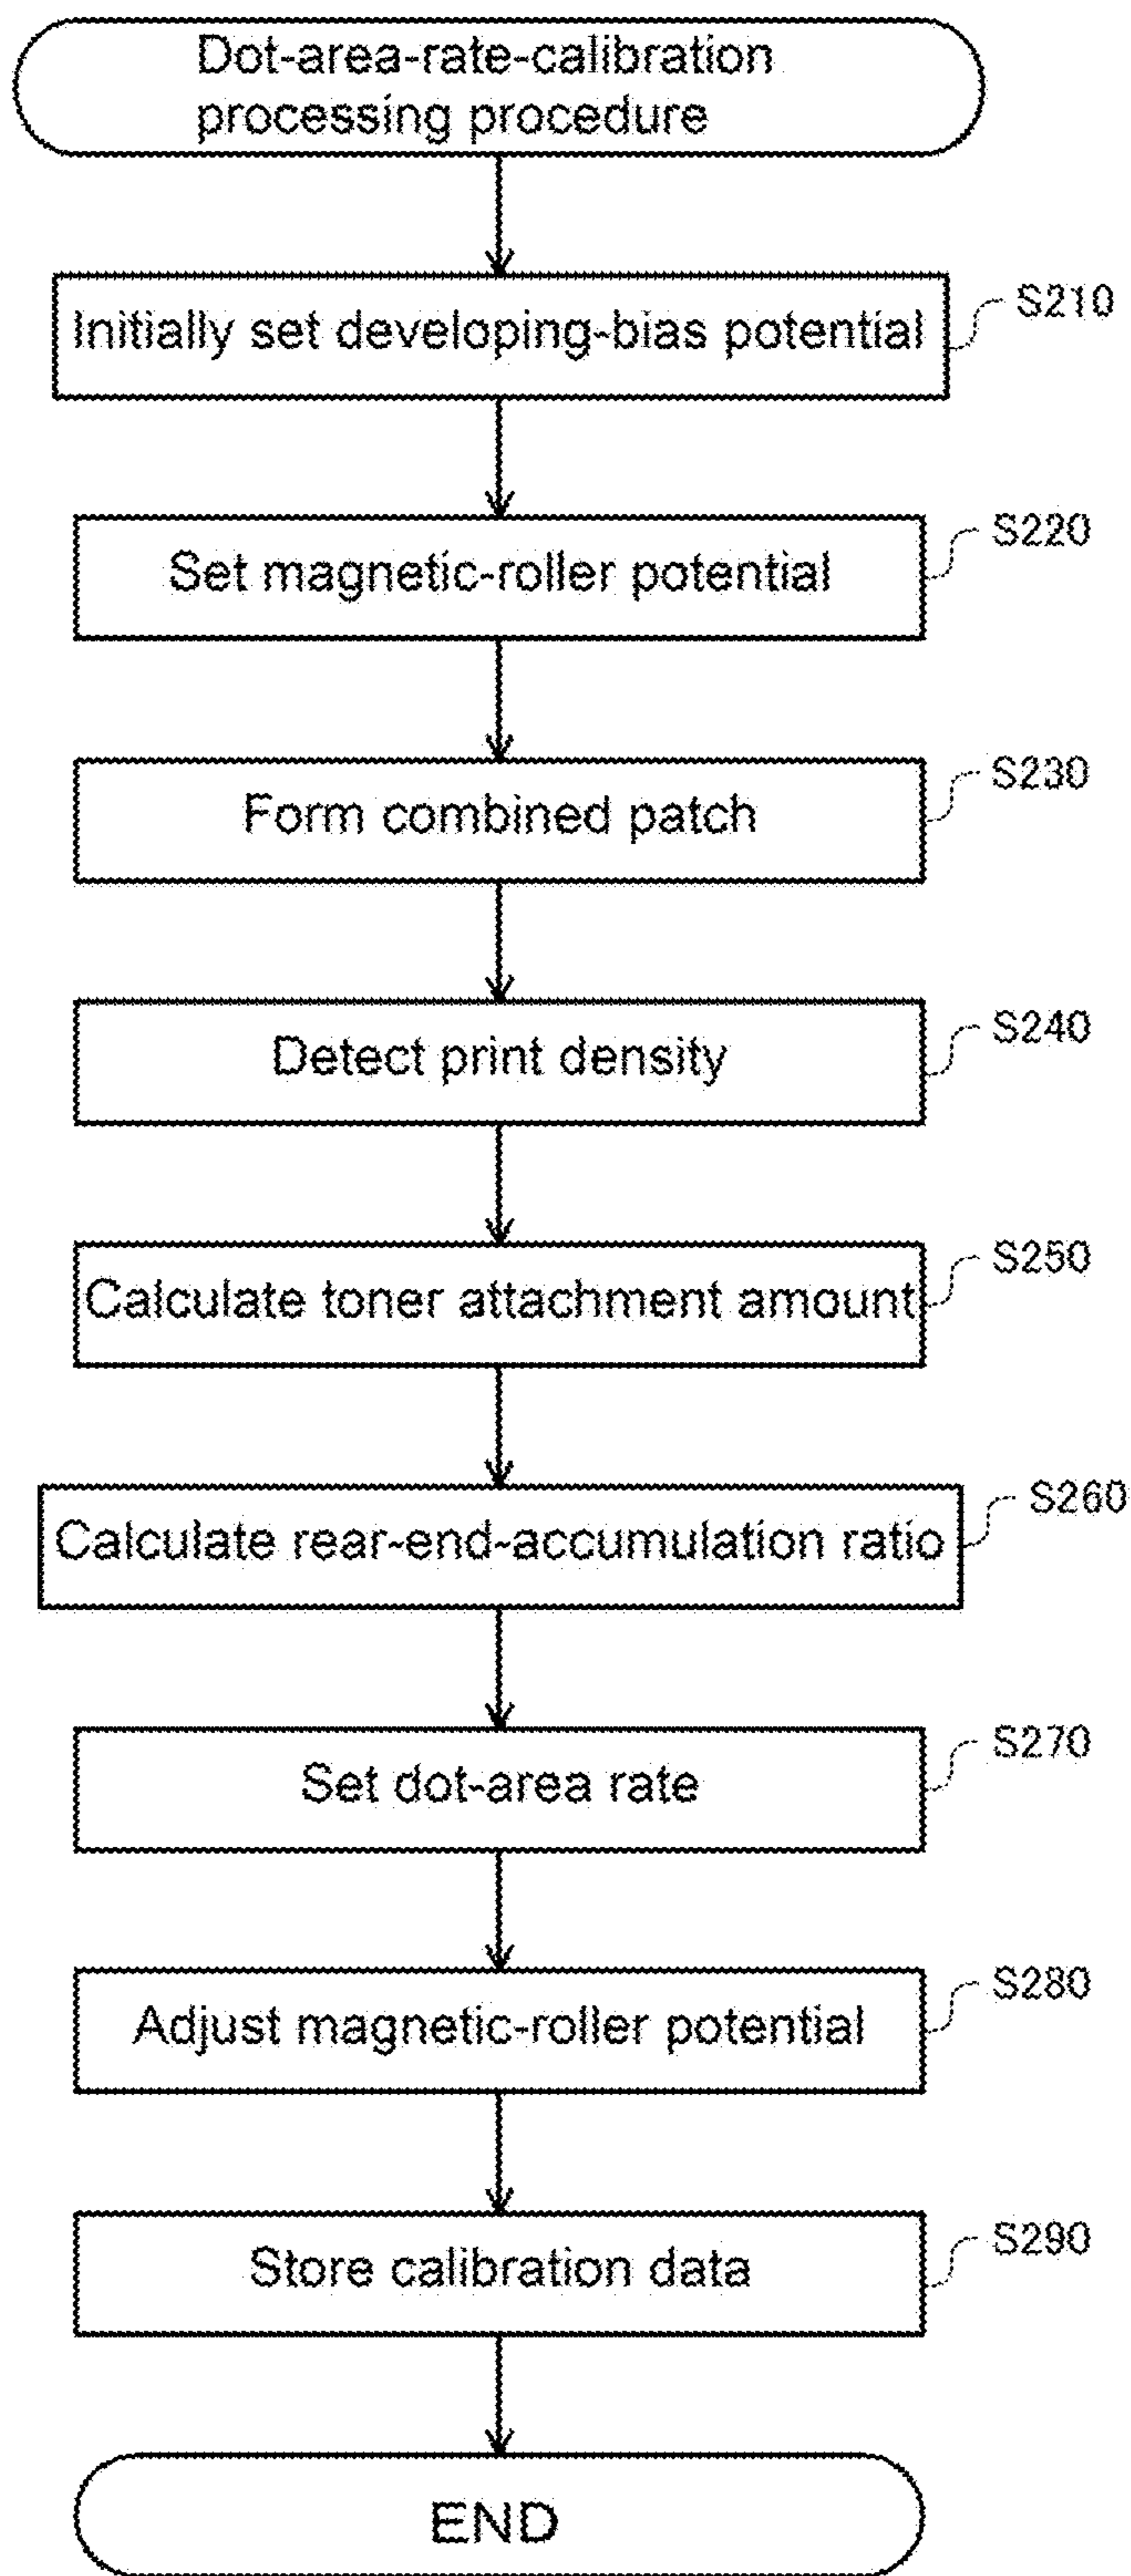 Dot-area-rate-calibration
processing procedure
Initially set developing-bias potential
S210
Set magnetic-roller potential
S220
Form combined patch
S230
Detect print density
S240
Calculate toner attachment amount
S250
Calculate rear-end-accumulation ratio
S260
Set dot-area rate
S270
Adjust magnetic-roller potential
S280
Store calibration data
S290
END